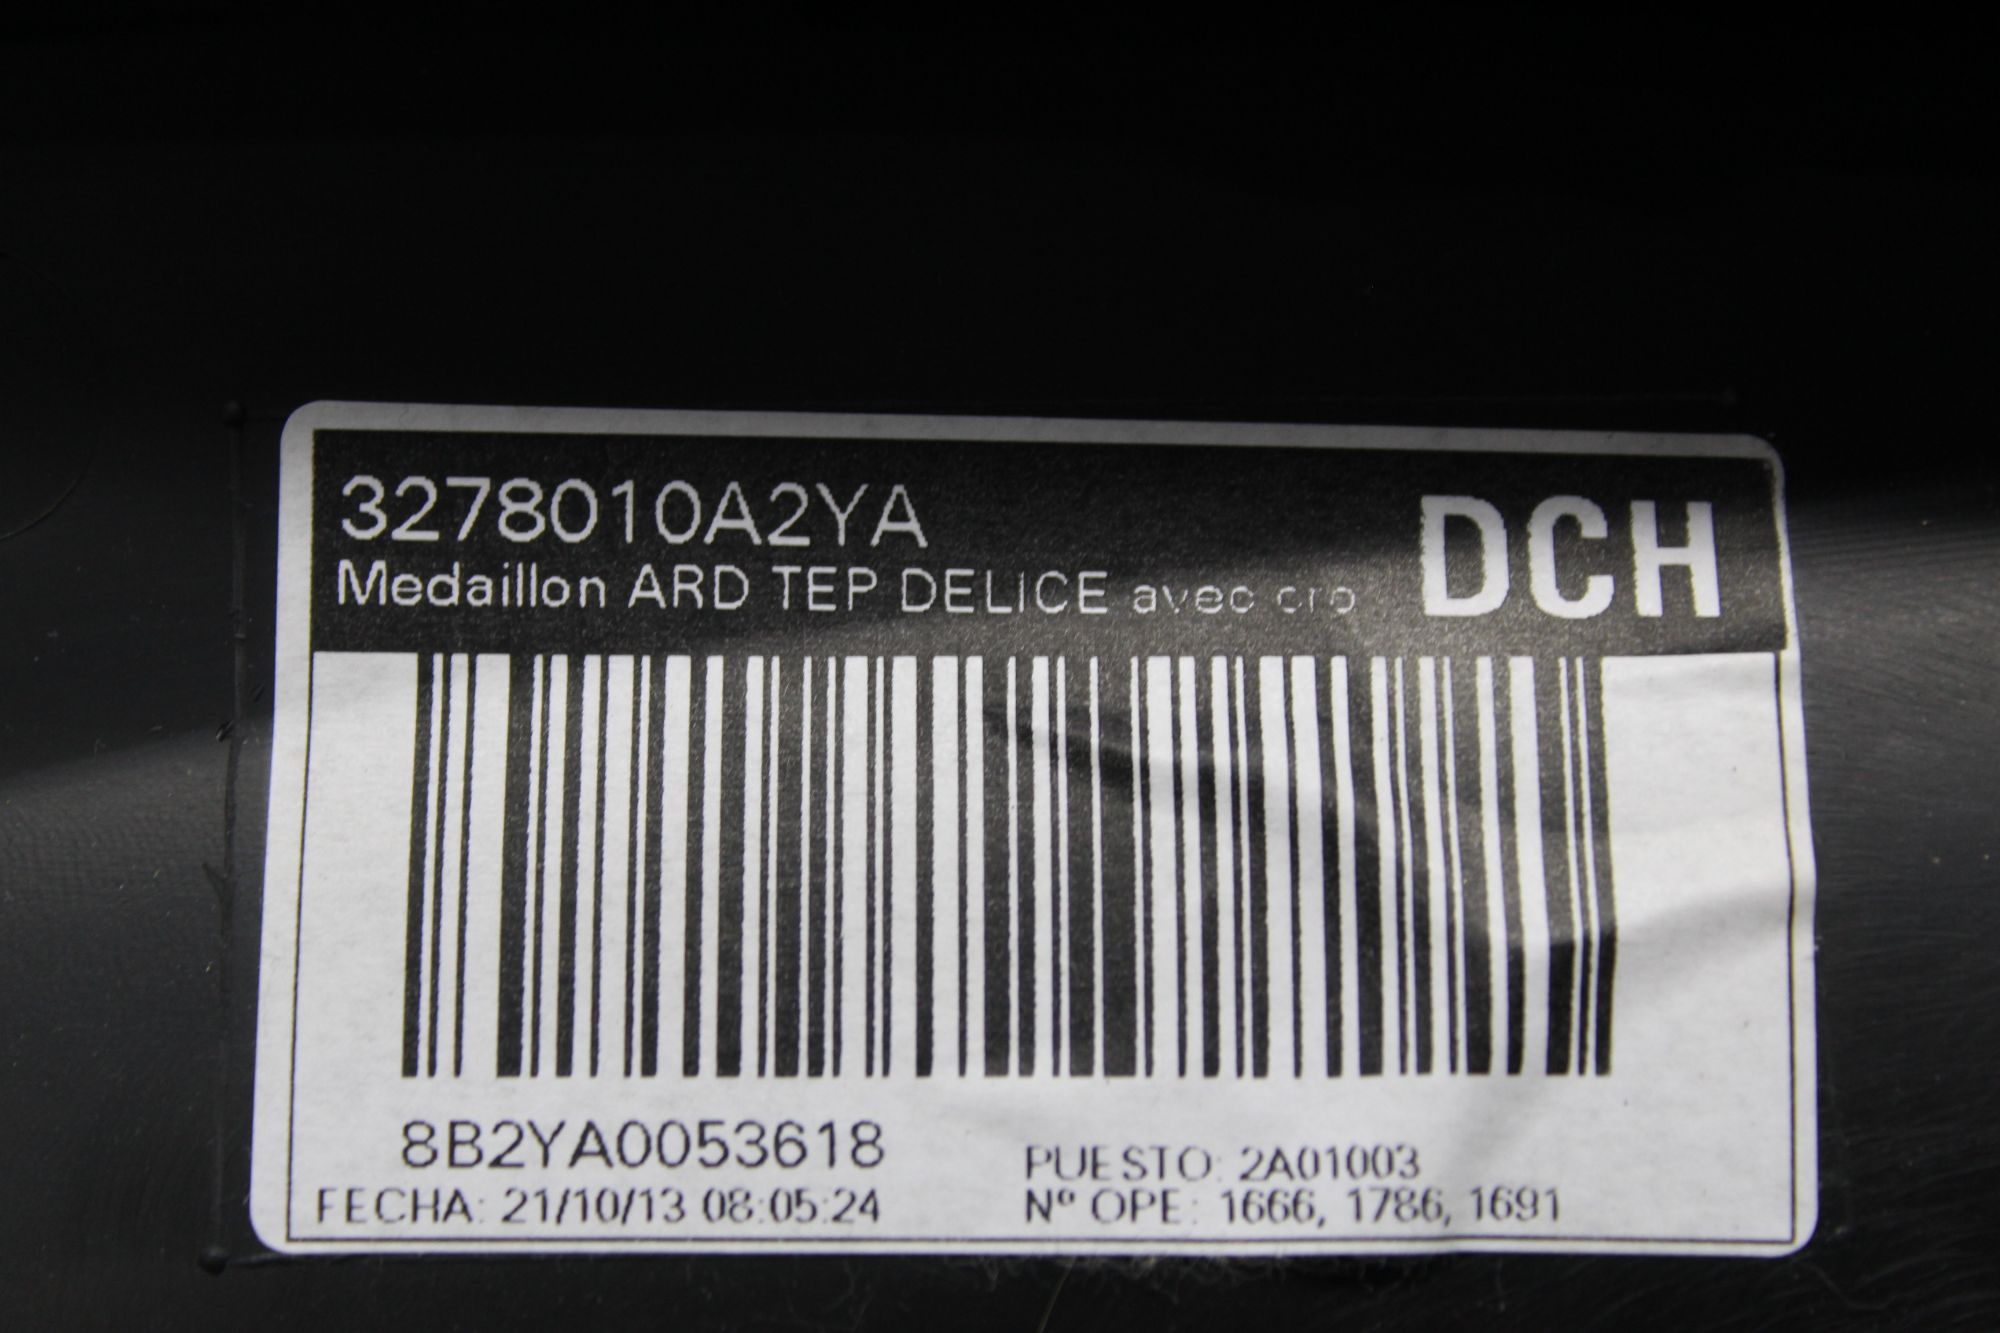 3278010A2YA
DCH
Medaillon ARD TEP DELICE avec cro
8B2YA0053618
PUESTO: 2A01003
FECHA: 21/10/13 08:05:24
Nº OPE: 1666, 1786, 1691